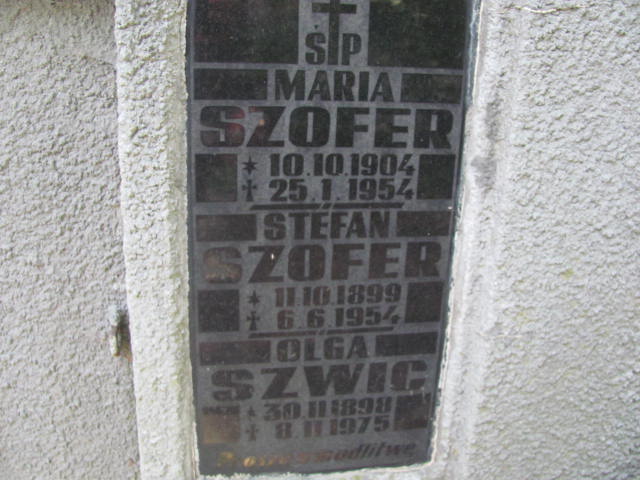 ŚP
MARIA
SZOFER
* 10.10.1904
✝ 25.1.1954
STEFAN
SZOFER
* 11.10.1899
✝ 6.6.1954
OLGA
SZWIC
* 30.11.1898
✝ 8.11.1975
modlitwę